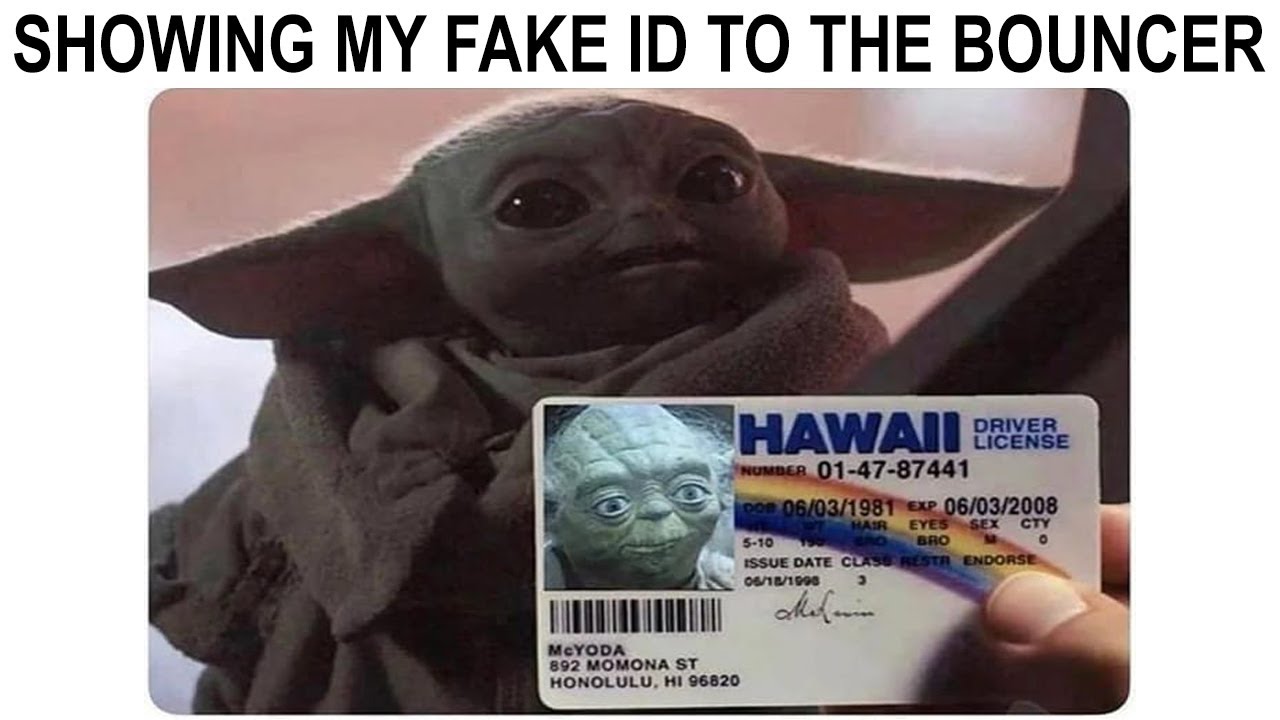 SHOWING MY FAKE ID TO THE BOUNCER
HAWAII DRIVER LICENSE
NUMBER 01-47-87441
DOB 06/03/1981 EXP 06/03/2008
HAIR EYES SEX CTY
5-10 BRO BRO M 0
ISSUE DATE CLASS RESTR ENDORSE
06/18/1998 3
McYODA
892 MOMONA ST
HONOLULU, HI 96820